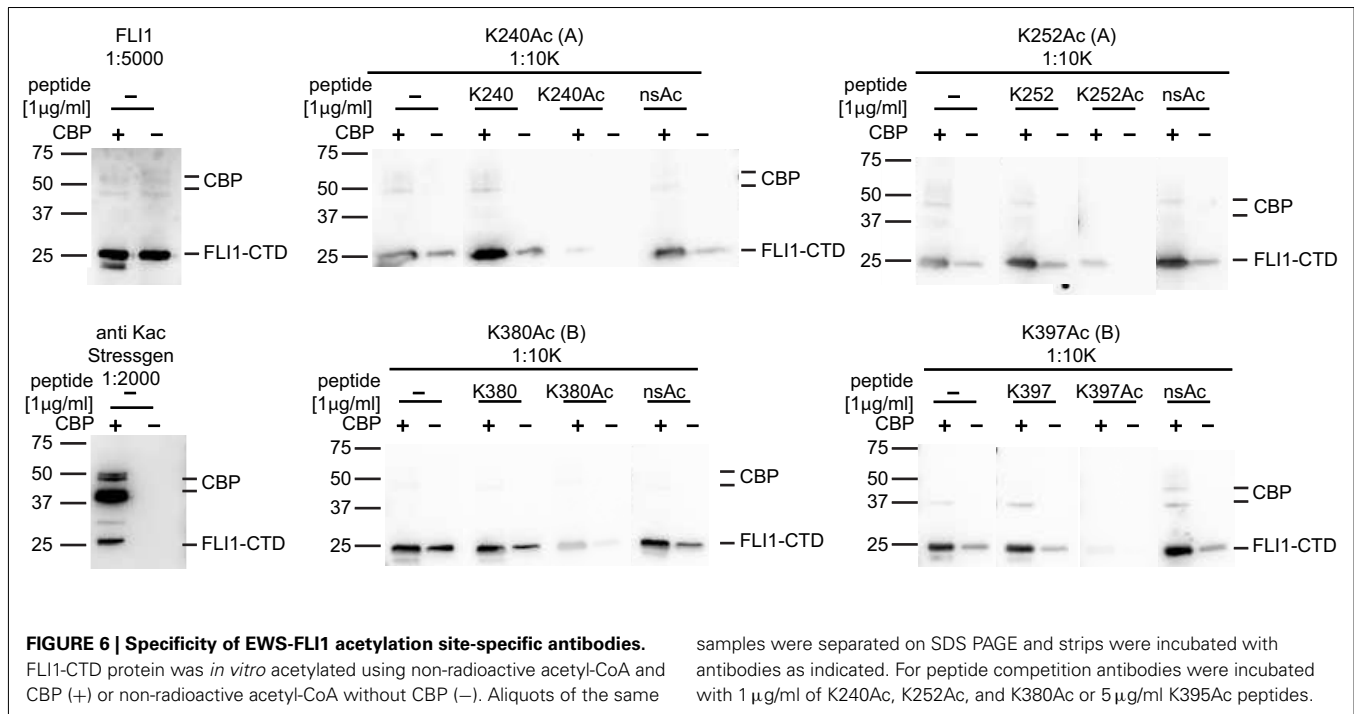 FLI1
1:5000
peptide
[1µg/ml]
–
CBP + –
75
50
37
25
CBP
FLI1-CTD
K240Ac (A)
1:10K
peptide
[1µg/ml]
– K240 K240Ac nsAc
CBP + – + – + – + –
75
50
37
25
CBP
FLI1-CTD
K252Ac (A)
1:10K
peptide
[1µg/ml]
– K252 K252Ac nsAc
CBP + – + – + – + –
75
50
37
25
CBP
FLI1-CTD
anti Kac
Stressgen
1:2000
peptide
[1µg/ml]
–
CBP + –
75
50
37
25
CBP
FLI1-CTD
K380Ac (B)
1:10K
peptide
[1µg/ml]
– K380 K380Ac nsAc
CBP + – + – + – + –
75
50
37
25
CBP
FLI1-CTD
K397Ac (B)
1:10K
peptide
[1µg/ml]
– K397 K397Ac nsAc
CBP + – + – + – + –
75
50
37
25
CBP
FLI1-CTD
FIGURE 6 | Specificity of EWS-FLI1 acetylation site-specific antibodies.
FLI1-CTD protein was in vitro acetylated using non-radioactive acetyl-CoA and
CBP (+) or non-radioactive acetyl-CoA without CBP (−). Aliquots of the same
samples were separated on SDS PAGE and strips were incubated with
antibodies as indicated. For peptide competition antibodies were incubated
with 1 µg/ml of K240Ac, K252Ac, and K380Ac or 5 µg/ml K395Ac peptides.